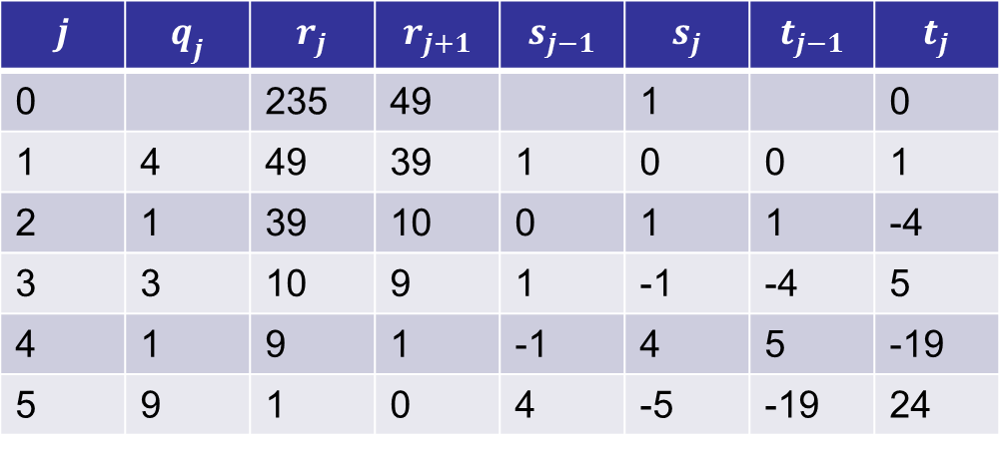 j q_j r_j r_{j+1} s_{j−1} s_j t_{j−1} t_j
0 235 49 1 0
1 4 49 39 1 0 0 1
2 1 39 10 0 1 1 -4
3 3 10 9 1 -1 -4 5
4 1 9 1 -1 4 5 -19
5 9 1 0 4 -5 -19 24